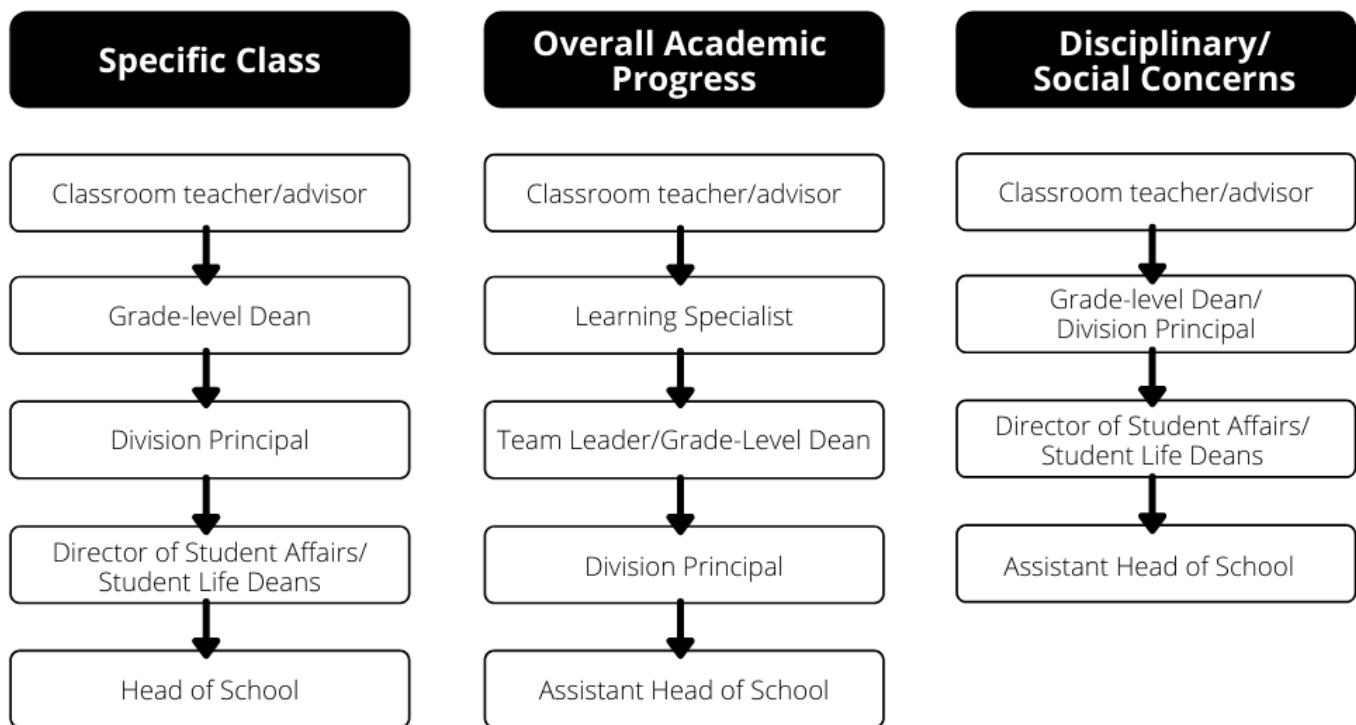 Specific Class
Classroom teacher/advisor
Grade-level Dean
Division Principal
Director of Student Affairs/
Student Life Deans
Head of School
Overall Academic
Progress
Classroom teacher/advisor
Learning Specialist
Team Leader/Grade-Level Dean
Division Principal
Assistant Head of School
Disciplinary/
Social Concerns
Classroom teacher/advisor
Grade-level Dean/
Division Principal
Director of Student Affairs/
Student Life Deans
Assistant Head of School